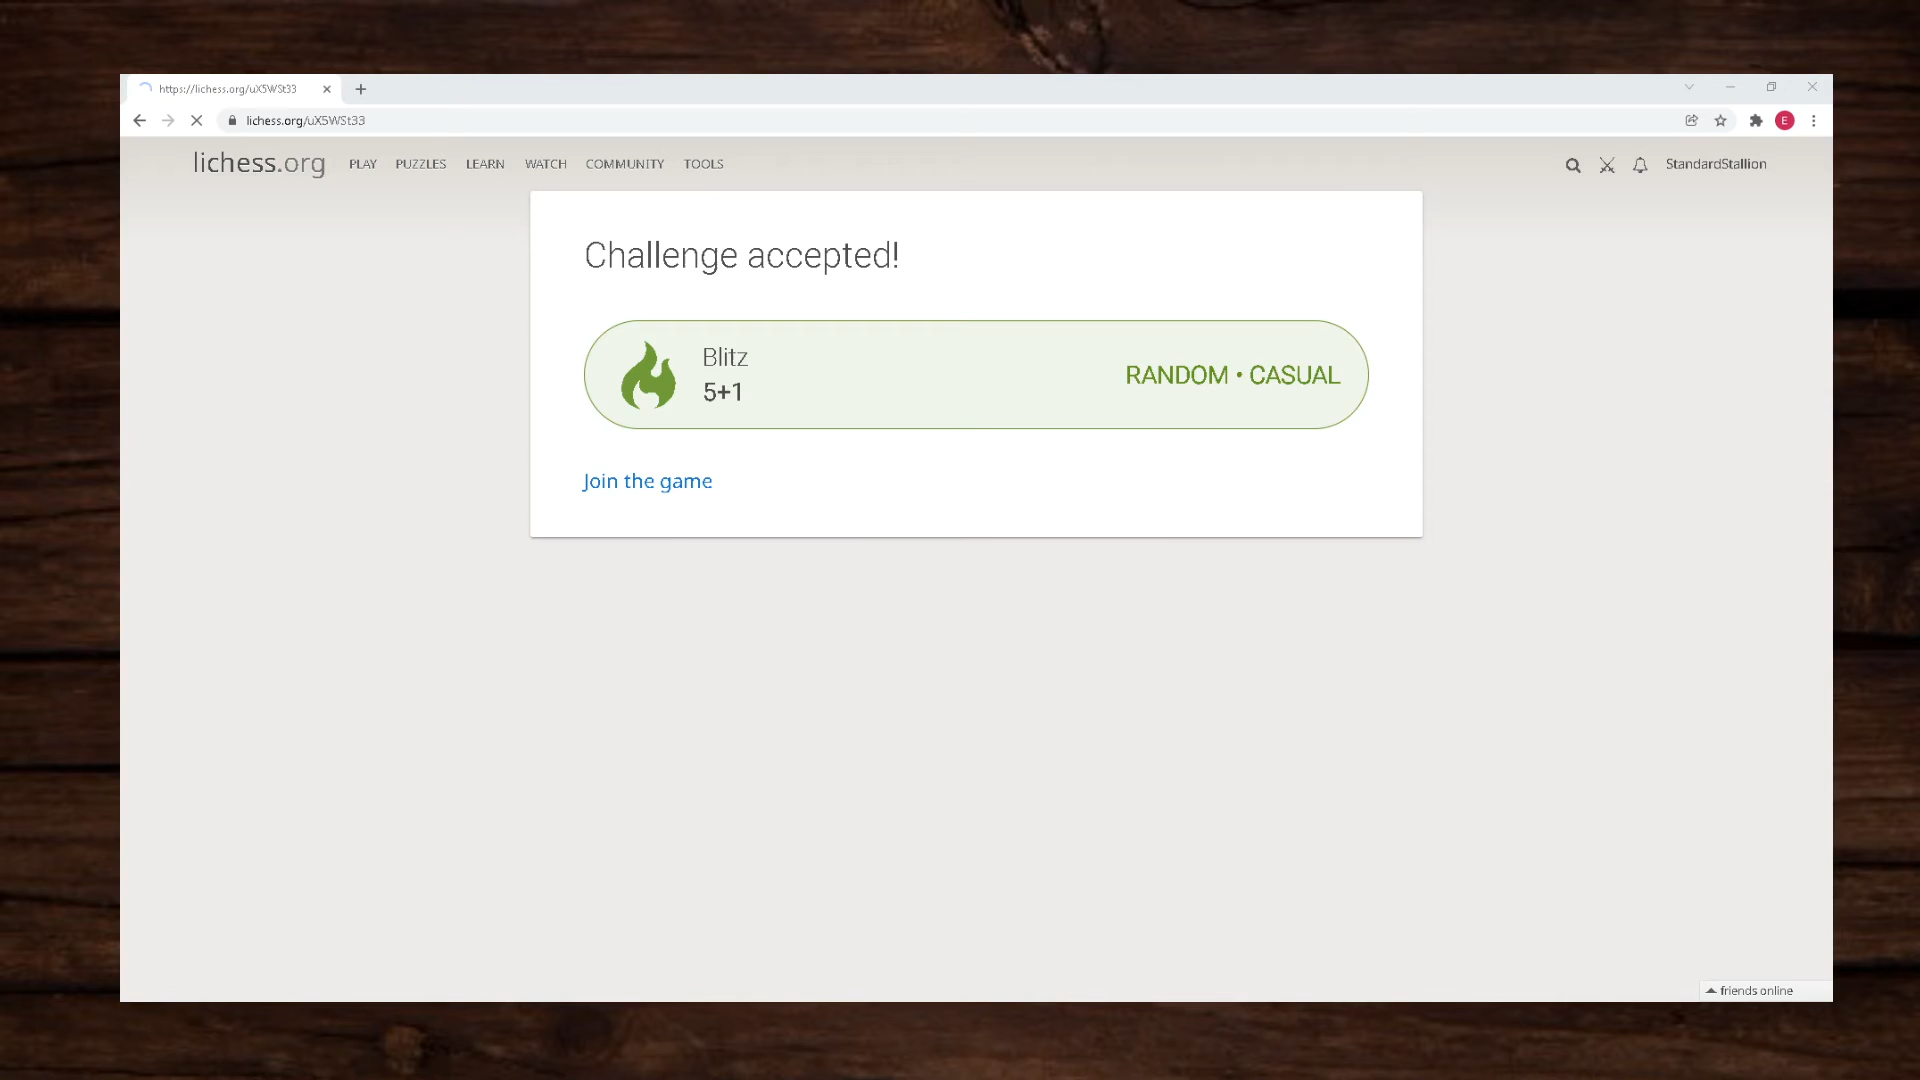 https://lichess.org/uX5WSt33
lichess.org/uX5WSt33
E
lichess.org PLAY PUZZLES LEARN WATCH COMMUNITY TOOLS StandardStallion
Challenge accepted!
Blitz
5+1
RANDOM • CASUAL
Join the game
friends online